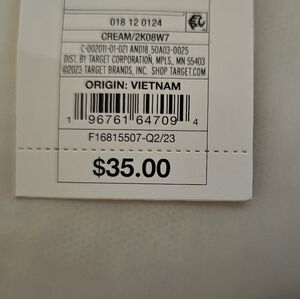 018 12 0124
CREAM/2K08W7
C-002011-01-021 AND18 50A03-0025
DIST. BY TARGET CORPORATION, MPLS., MN 55403
©2023 TARGET BRANDS, INC. SHOP TARGET.COM
ORIGIN: VIETNAM
1 96761 64709 4
F16815507-Q2/23
$35.00